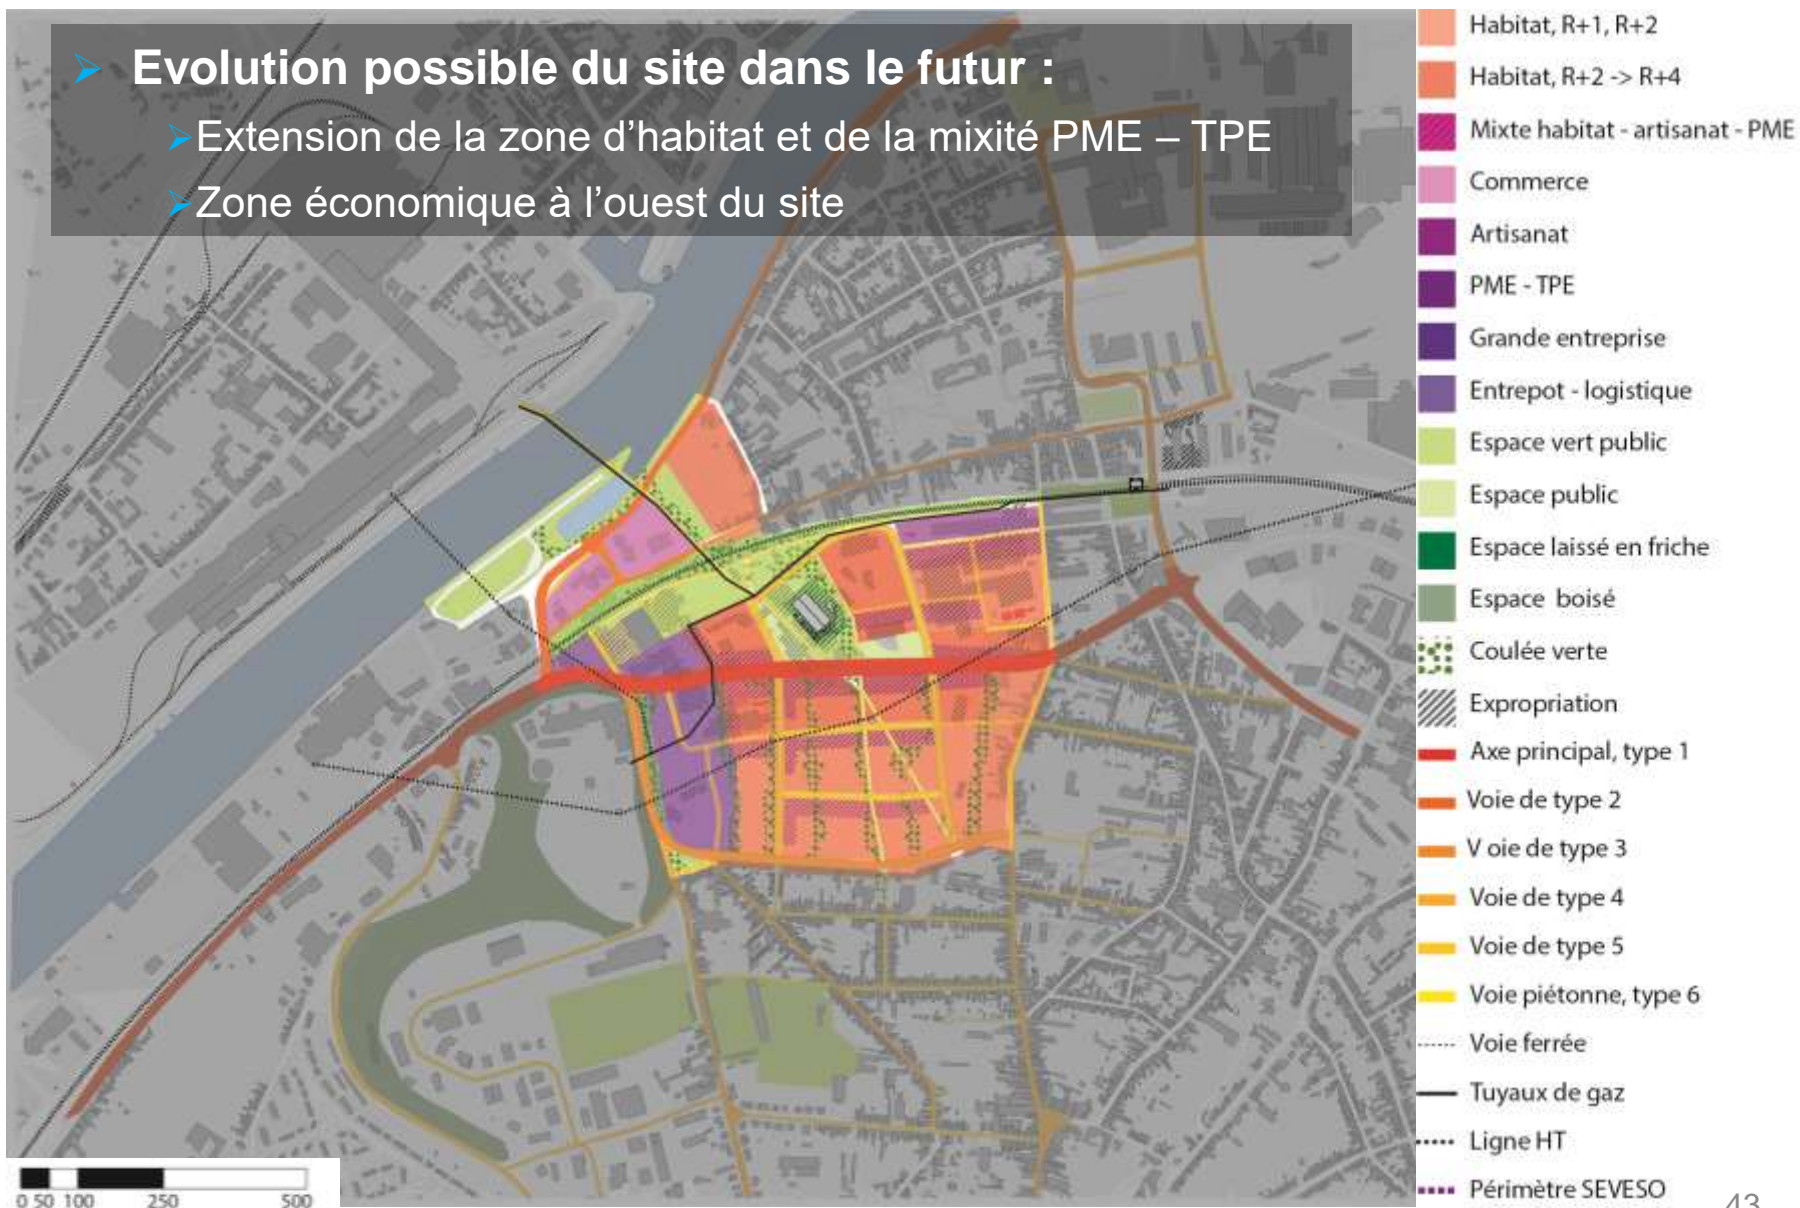 Evolution possible du site dans le futur :
Extension de la zone d’habitat et de la mixité PME – TPE
Zone économique à l’ouest du site
Habitat, R+1, R+2
Habitat, R+2 -> R+4
Mixte habitat - artisanat - PME
Commerce
Artisanat
PME - TPE
Grande entreprise
Entrepot - logistique
Espace vert public
Espace public
Espace laissé en friche
Espace boisé
Coulée verte
Expropriation
Axe principal, type 1
Voie de type 2
V oie de type 3
Voie de type 4
Voie de type 5
Voie piétonne, type 6
Voie ferrée
Tuyaux de gaz
Ligne HT
Périmètre SEVESO
0 50 100 250 500
43